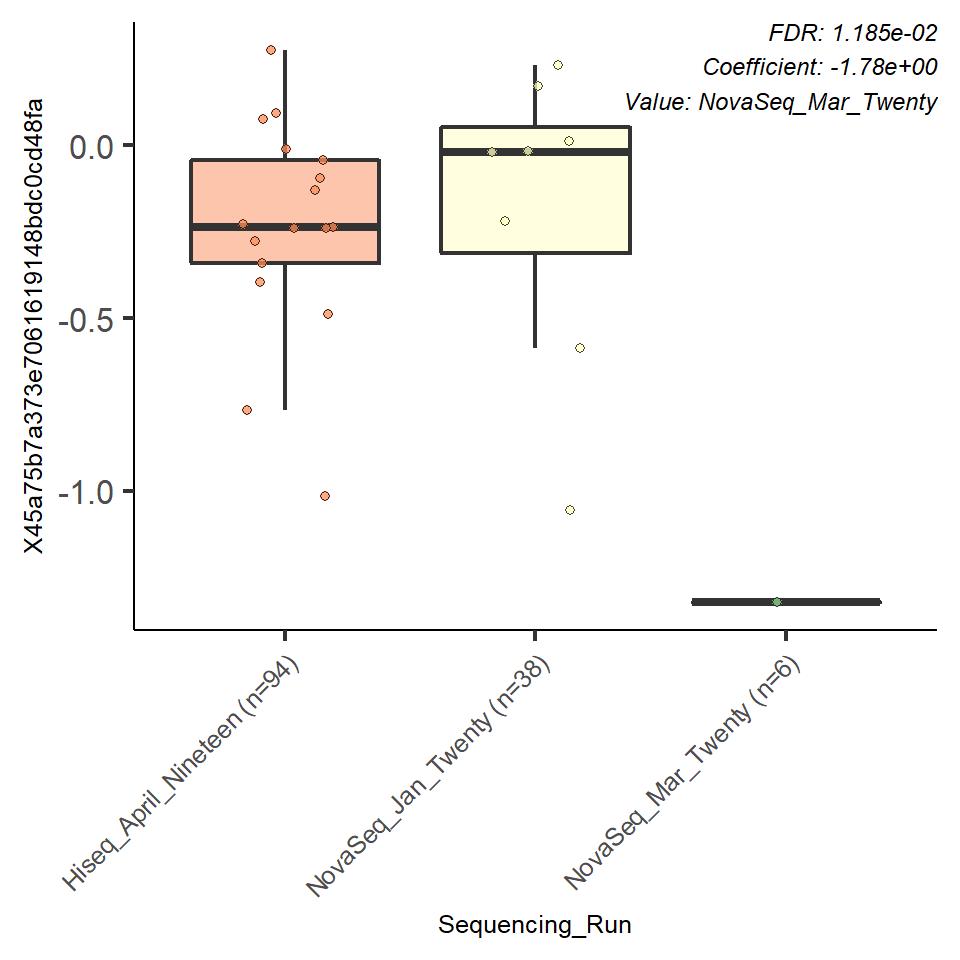 FDR: 1.185e-02
Coefficient: -1.78e+00
Value: NovaSeq_Mar_Twenty
X45a75b7a373e7061619148bdc0cd48fa
0.0
-0.5
-1.0
Hiseq_April_Nineteen (n=94)
NovaSeq_Jan_Twenty (n=38)
NovaSeq_Mar_Twenty (n=6)
Sequencing_Run